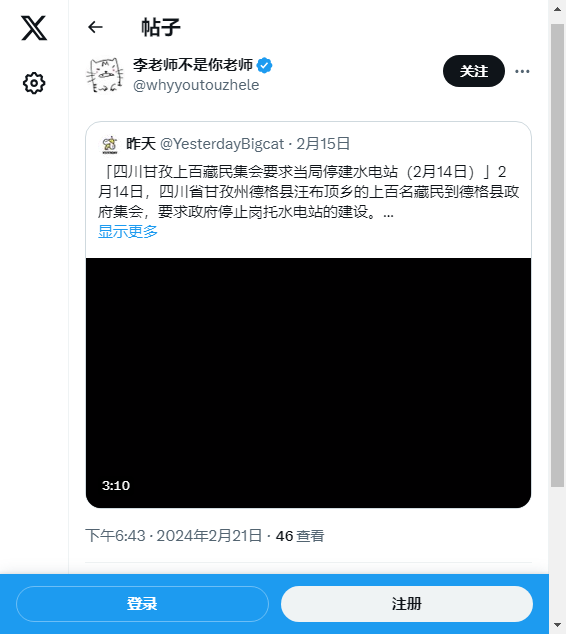 帖子
李老师不是你老师
@whyyoutouzhele
关注
昨天 @YesterdayBigcat · 2月15日
「四川甘孜上百藏民集会要求当局停建水电站（2月14日）」2
月14日，四川省甘孜州德格县汪布顶乡的上百名藏民到德格县政
府集会，要求政府停止岗托水电站的建设。...
显示更多
3:10
下午6:43 · 2024年2月21日 · 46 查看
登录
注册